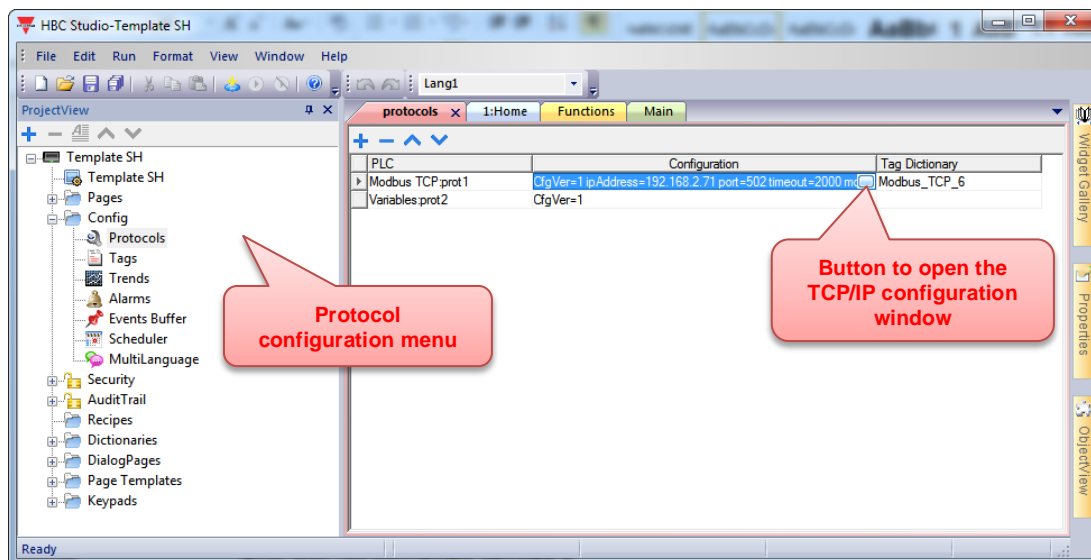 HBC Studio-Template SH
File Edit Run Format View Window Help
Lang1
ProjectView
protocols x 1:Home Functions Main
Template SH
Template SH
Pages
Config
Protocols
Tags
Trends
Alarms
Events Buffer
Scheduler
MultiLanguage
Security
AuditTrail
Recipes
Dictionaries
DialogPages
Page Templates
Keypads
PLC Configuration Tag Dictionary
Modbus TCP:prot1 CfgVer=1 ipAddress=192.168.2.71 port=502 timeout=2000 Modbus_TCP_6
Variables:prot2 CfgVer=1
Protocol
configuration menu
Button to open the
TCP/IP configuration
window
Widget Gallery
Properties
ObjectView
Ready